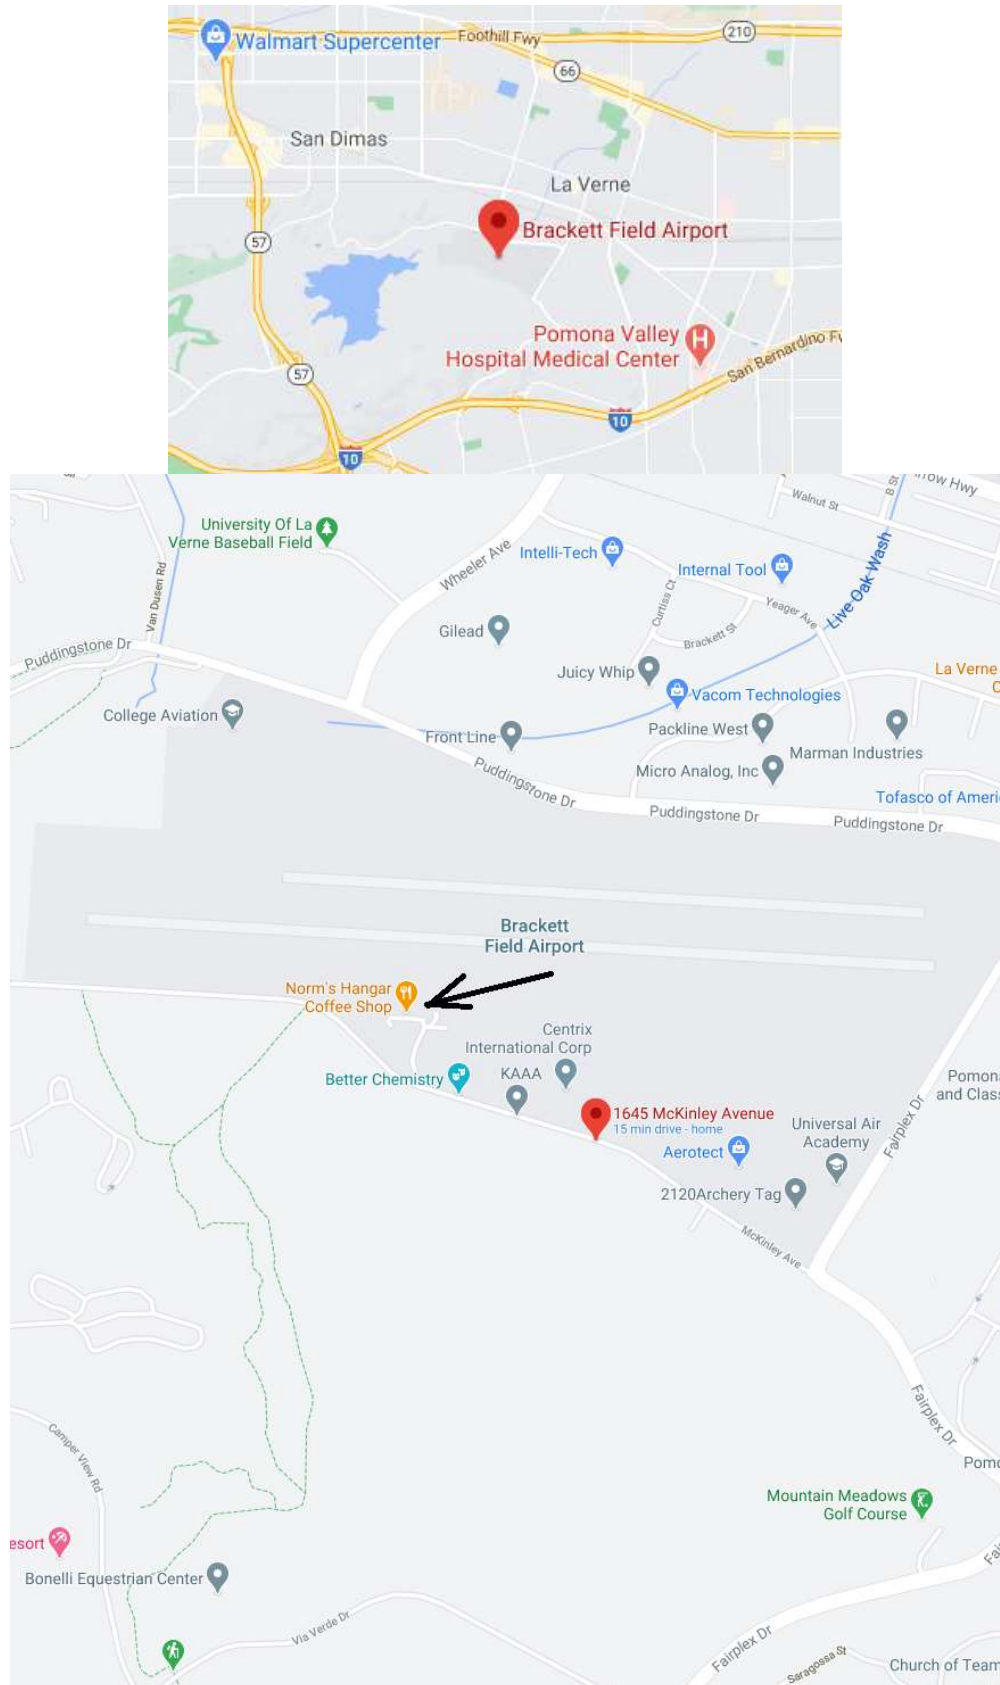 Walmart Supercenter
Foothill Fwy
210
66
San Dimas
La Verne
Brackett Field Airport
57
Pomona Valley
Hospital Medical Center
57
San Bernardino
10
10
Walnut St
B St
Hwy
University Of La
Verne Baseball Field
Wheeler Ave
Intelli-Tech
Internal Tool
Live Oak Wash
Van Dusen Rd
Curtiss Ct
Yeager Ave
Gilead
Brackett St
Puddingstone Dr
Juicy Whip
La Verne
Vacom Technologies
College Aviation
Packline West
Front Line
Marman Industries
Micro Analog, Inc
Puddingstone Dr
Tofasco of Ameri
Puddingstone Dr
Puddingstone Dr
Brackett
Field Airport
Norm's Hangar
Coffee Shop
Centrix
International Corp
KAAA
Better Chemistry
Pomona
and Clas
1645 McKinley Avenue
15 min drive - home
Universal Air
Academy
Fairplex Dr
Aerotect
2120Archery Tag
McKinley Ave
Fairplex Dr
Camper View Rd
Pomo
Mountain Meadows
Golf Course
esort
Bonelli Equestrian Center
Fai
Via Verde Dr
Fairplex Dr
Saragossa St
Church of Team